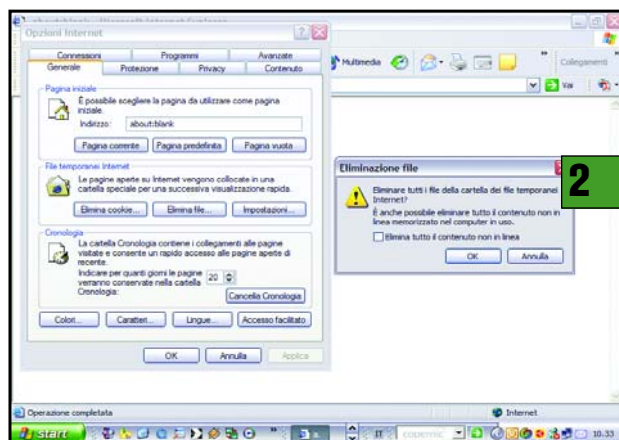 about:blank - Microsoft Internet Explorer
Opzioni Internet
Connessioni Programmi Avanzate
Generale Protezione Privacy Contenuto
Pagina iniziale
È possibile scegliere la pagina da utilizzare come pagina
iniziale.
Indirizzo: about:blank
Pagina corrente Pagina predefinita Pagina vuota
File temporanei Internet
Le pagine aperte su Internet vengono collocate in una
cartella speciale per una successiva visualizzazione rapida.
Elimina cookie... Elimina file... Impostazioni...
Cronologia
La cartella Cronologia contiene i collegamenti alle pagine
visitate e consente un rapido accesso alle pagine aperte di
recente.
Indicare per quanti giorni le pagine
verranno conservate nella cartella
Cronologia:
20
Cancella Cronologia
Colori... Caratteri... Lingue... Accesso facilitato
OK Annulla Applica
Multimedia
Collegamenti
Vai
Eliminazione file
Eliminare tutti i file della cartella dei file temporanei
Internet?
È anche possibile eliminare tutto il contenuto non in
linea memorizzato nel computer in uso.
Elimina tutto il contenuto non in linea
OK Annulla
2
Operazione completata
Internet
start
IT
copernic
10.33